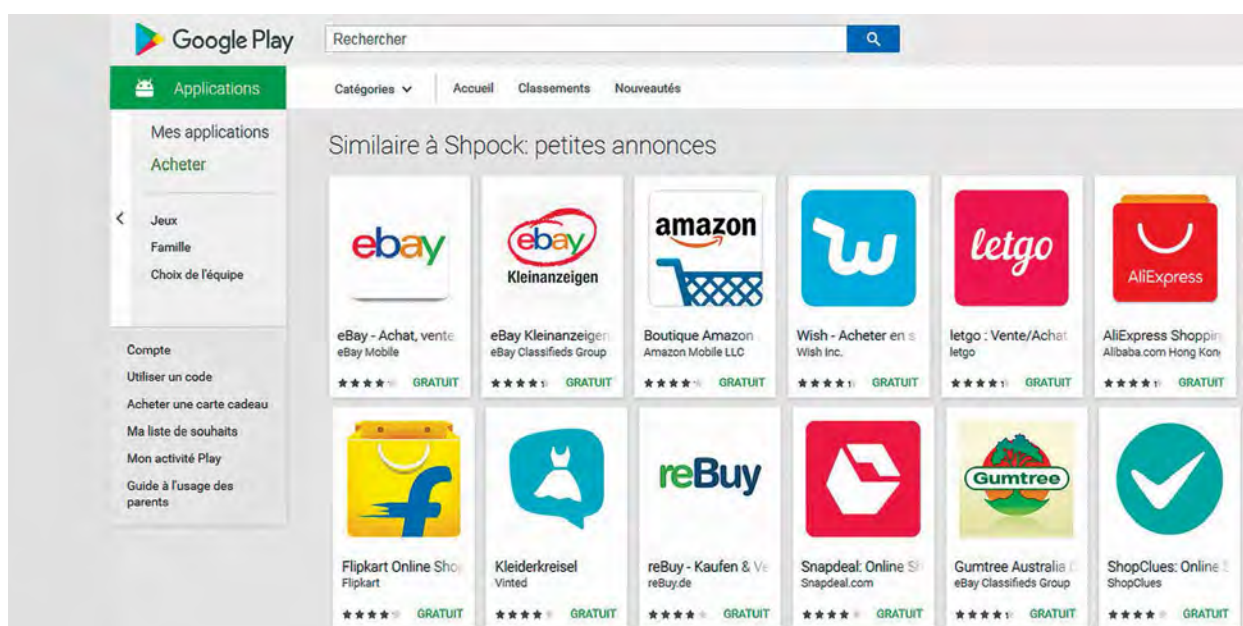 Google Play
Rechercher
Applications
Catégories
Accueil
Classements
Nouveautés
Mes applications
Acheter
Jeux
Famille
Choix de l'équipe
Compte
Utiliser un code
Acheter une carte cadeau
Ma liste de souhaits
Mon activité Play
Guide à l'usage des
parents
Similaire à Shpock: petites annonces
ebay
ebay
Kleinanzeigen
amazon
w
letgo
AliExpress
eBay - Achat, vente
eBay Mobile
GRATUIT
eBay Kleinanzeigen
eBay Classifieds Group
GRATUIT
Boutique Amazon
Amazon Mobile LLC
GRATUIT
Wish - Acheter en s
Wish Inc.
GRATUIT
letgo : Vente/Achat
letgo
GRATUIT
AliExpress Shoppin
Alibaba.com Hong Kon
GRATUIT
f
reBuy
Gumtree
Flipkart Online Sho
Flipkart
GRATUIT
Kleiderkreisel
Vinted
GRATUIT
reBuy - Kaufen & Ve
reBuy.de
GRATUIT
Snapdeal: Online Sh
Snapdeal.com
GRATUIT
Gumtree Australia
eBay Classifieds Group
GRATUIT
ShopClues: Online
ShopClues
GRATUIT